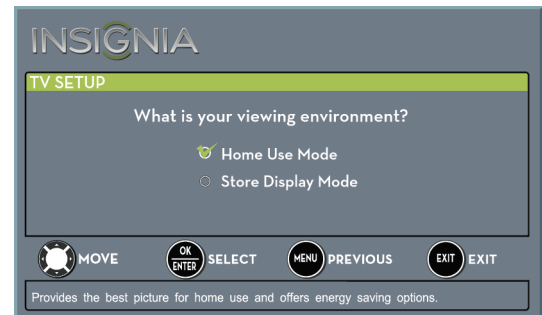 INSIGNIA
TV SETUP
What is your viewing environment?
Home Use Mode
Store Display Mode
MOVE OK ENTER SELECT MENU PREVIOUS EXIT EXIT
Provides the best picture for home use and offers energy saving options.